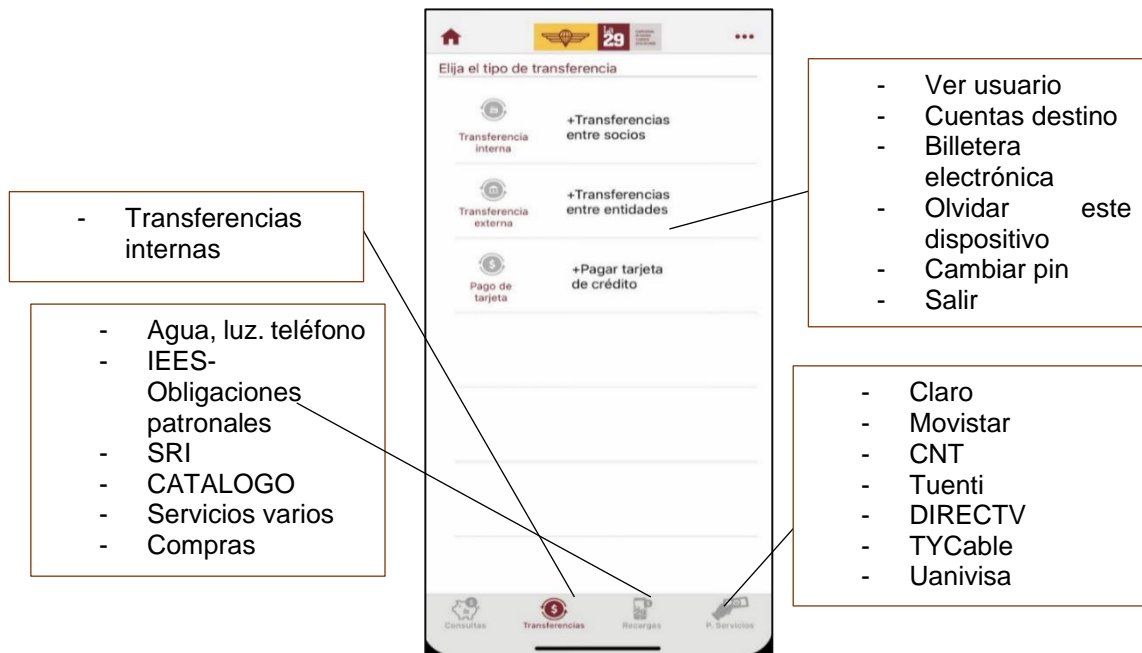 La
29
Elija el tipo de transferencia
Transferencia
interna
+Transferencias
entre socios
Transferencia
externa
+Transferencias
entre entidades
Pago de
tarjeta
+Pagar tarjeta
de crédito
Consultas
Transferencias
Recargas
P. Servicios
- Transferencias
internas
- Agua, luz. teléfono
- IEES-
Obligaciones
patronales
- SRI
- CATALOGO
- Servicios varios
- Compras
- Ver usuario
- Cuentas destino
- Billetera
electrónica
- Olvidar este
dispositivo
- Cambiar pin
- Salir
- Claro
- Movistar
- CNT
- Tuenti
- DIRECTV
- TYCable
- Uanivisa